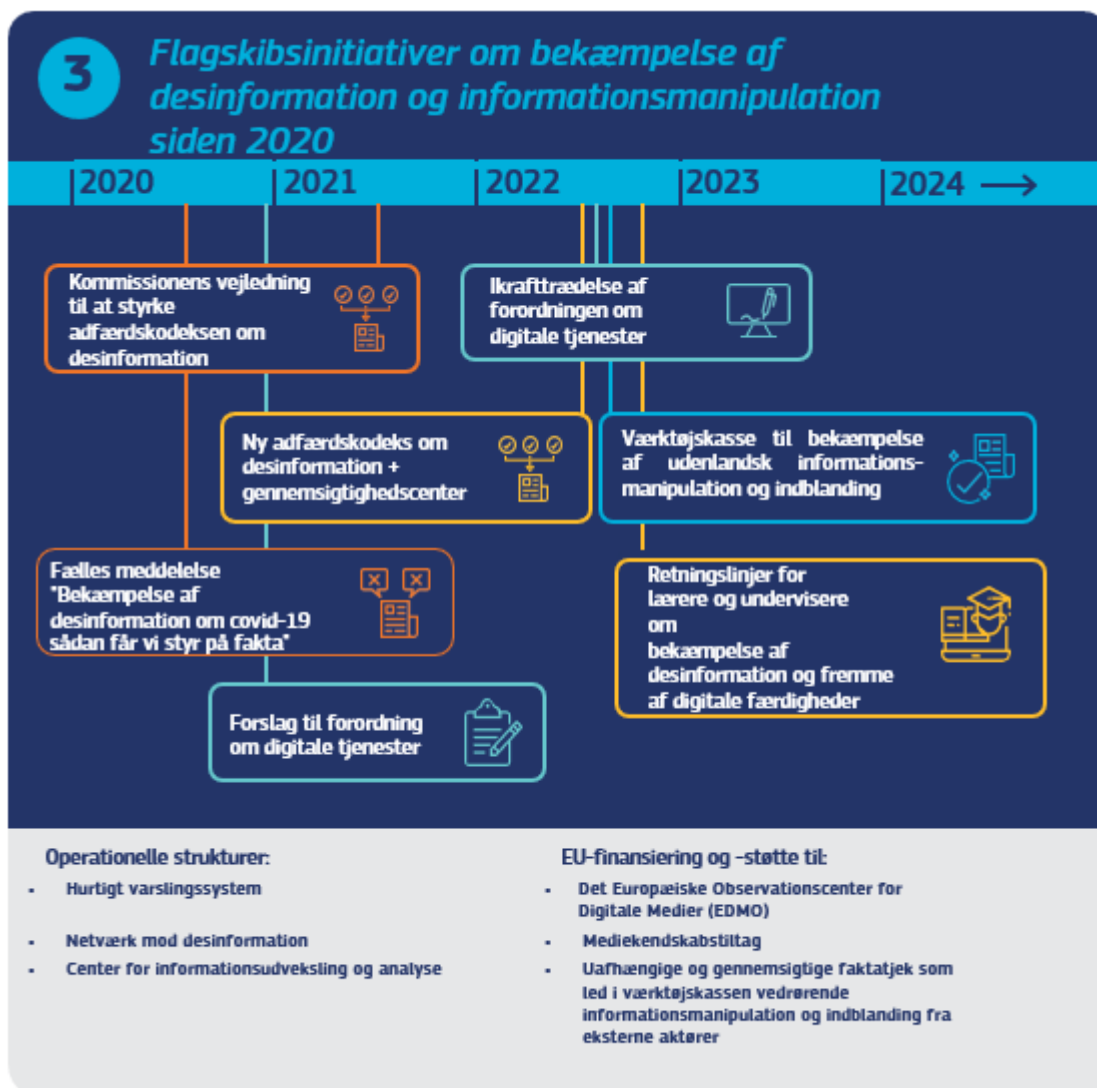 3
Flagskibsinitiativer om bekæmpelse af
desinformation og informationsmanipulation
siden 2020
2020
2021
2022
2023
2024
Kommissionens vejledning
til at styrke
adfærdskodeksen om
desinformation
Ikrafttrædelse af
forordningen om
digitale tjenester
Ny adfærdskodeks om
desinformation +
gennemsigtighedscenter
Værktøjskasse til bekæmpelse
af udenlandsk informations-
manipulation og indblanding
Fælles meddelelse
"Bekæmpelse af
desinformation om covid-19
sådan får vi styr på fakta"
Retningslinjer for
lærere og undervisere
om
bekæmpelse af
desinformation og fremme
af digitale færdigheder
Forslag til forordning
om digitale tjenester
Operationelle strukturer:
- Hurtigt varslingssystem
- Netværk mod desinformation
- Center for informationsudveksling og analyse
EU-finansiering og -støtte til:
- Det Europæiske Observationscenter for
Digitale Medier (EDMO)
- Mediekendskabstiltag
- Uafhængige og gennemsigtige faktatjek som
led i værktøjskassen vedrørende
informationsmanipulation og indblanding fra
eksterne aktører